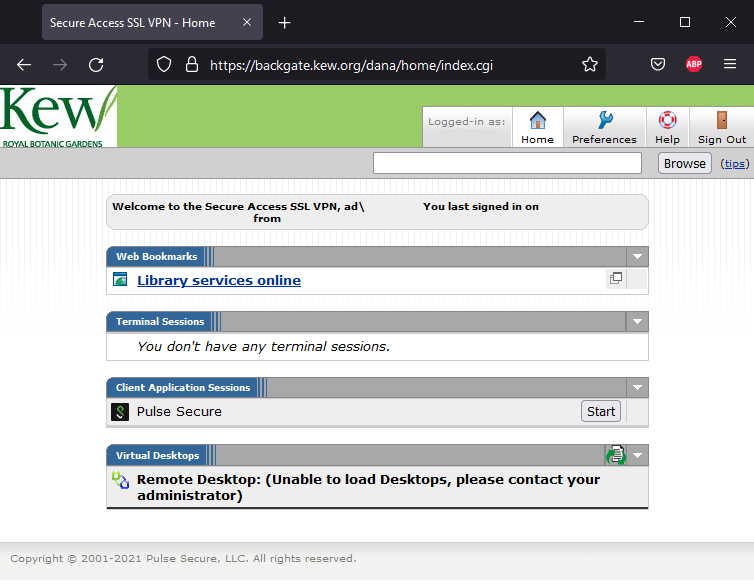 Secure Access SSL VPN - Home
https://backgate.kew.org/dana/home/index.cgi
ABP
Kew
ROYAL BOTANIC GARDENS
Logged-in as:
Home
Preferences
Help
Sign Out
Browse
(tips)
Welcome to the Secure Access SSL VPN, ad\
from
You last signed in on
Web Bookmarks
Library services online
Terminal Sessions
You don't have any terminal sessions.
Client Application Sessions
Pulse Secure
Start
Virtual Desktops
Remote Desktop: (Unable to load Desktops, please contact your
administrator)
Copyright © 2001-2021 Pulse Secure, LLC. All rights reserved.